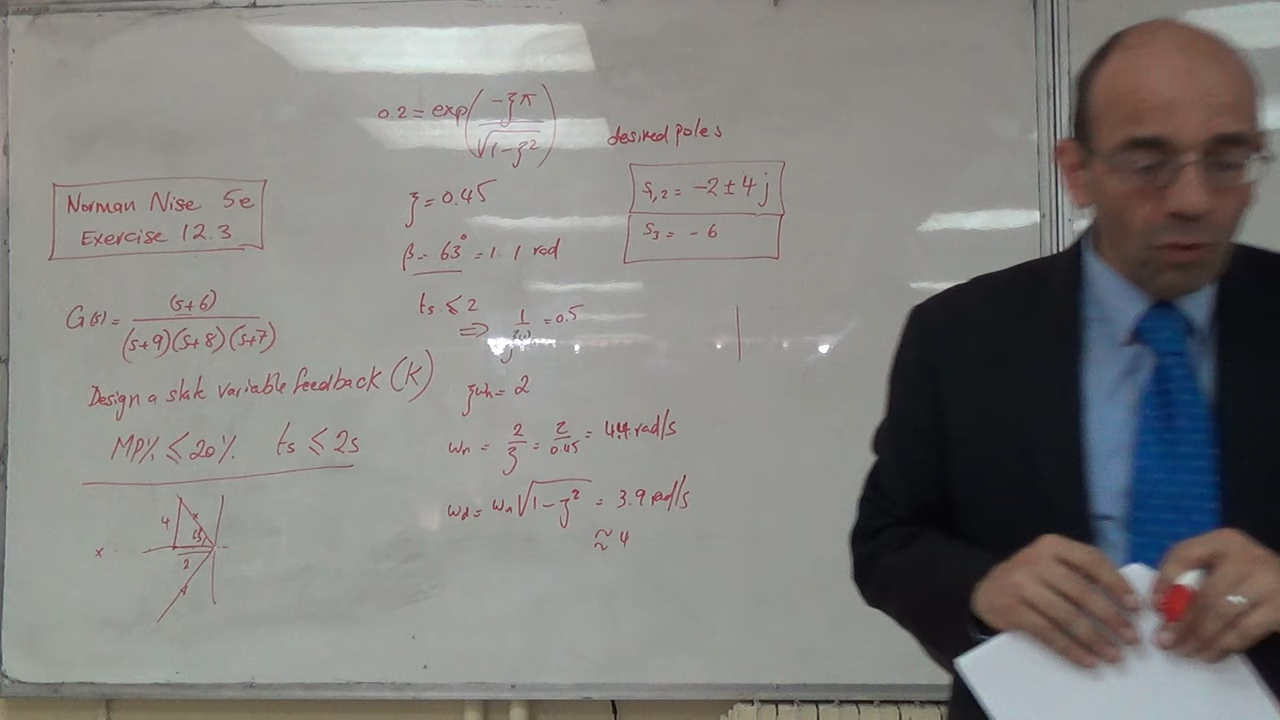 Norman Nise 5e
Exercise 12.3
G(s) = (s+6) / (s+9)(s+8)(s+7)
Design a state variable feedback (K)
MP% ≤ 20% ts ≤ 2s
4
63
2
x
0.2 = exp(-ζπ / √1-ζ²)
ζ = 0.45
β = 63° = 1.1 rad
ts ≤ 2
⇒ 1/ζω = 0.5
ζωn = 2
ωn = 2/ζ = 2/0.45 = 4.4 rad/s
ωd = ωn√1-ζ² = 3.9 rad/s
≈ 4
desired poles
S1,2 = -2 ± 4j
S3 = -6